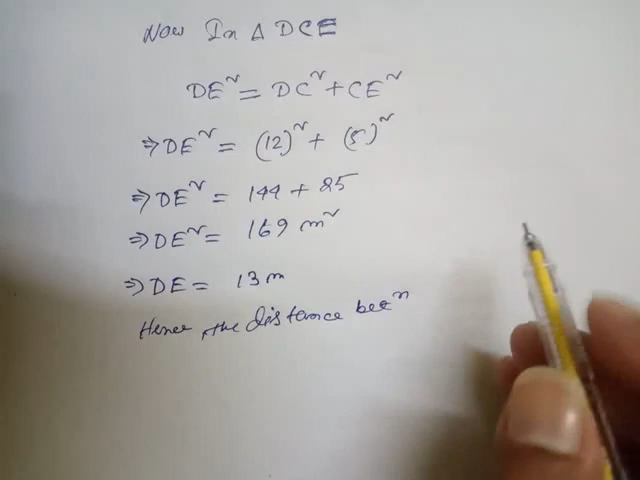 Now In Δ DCE
DE² = DC² + CE²
⇒ DE² = (12)² + (5)²
⇒ DE² = 144 + 25
⇒ DE² = 169 m²
⇒ DE = 13 m
Hence, the distance betⁿ